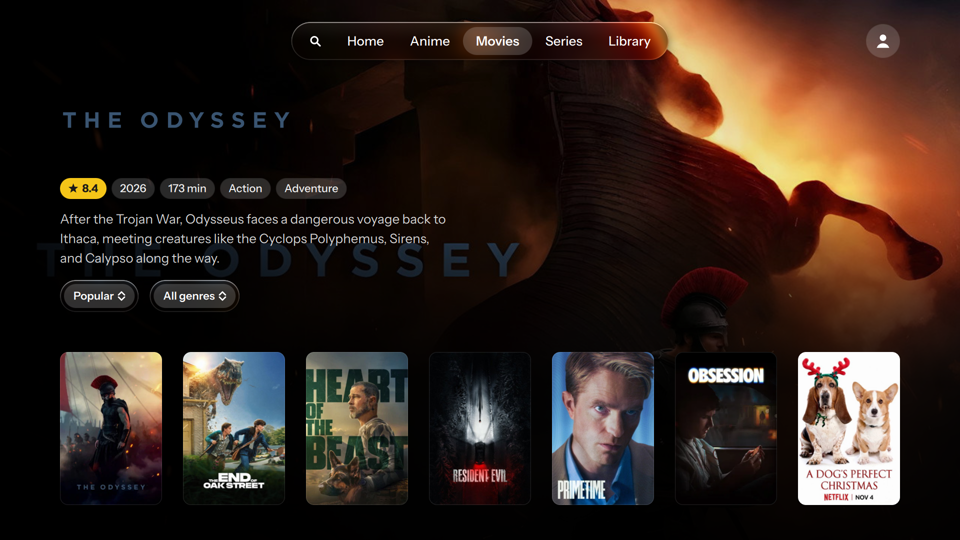 Home
Anime
Movies
Series
Library
THE ODYSSEY
8.4
2026
173 min
Action
Adventure
After the Trojan War, Odysseus faces a dangerous voyage back to
Ithaca, meeting creatures like the Cyclops Polyphemus, Sirens,
and Calypso along the way.
THE ODYSSEY
Popular
All genres
THE ODYSSEY
THE END OF
OAK STREET
HEART
OF
THE
BEAST
RESIDENT EVIL
PRIMETIME
OBSESSION
A DOG'S PERFECT
CHRISTMAS
NETFLIX | NOV 4